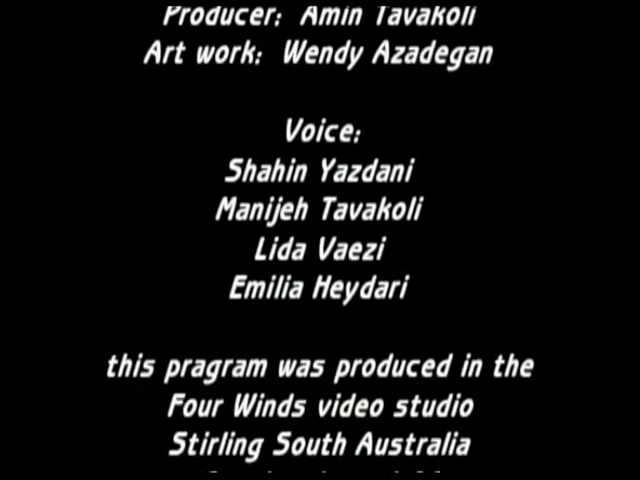 Producer: Amin Tavakoli
Art work: Wendy Azadegan
Voice:
Shahin Yazdani
Manijeh Tavakoli
Lida Vaezi
Emilia Heydari
this pragram was produced in the
Four Winds video studio
Stirling South Australia